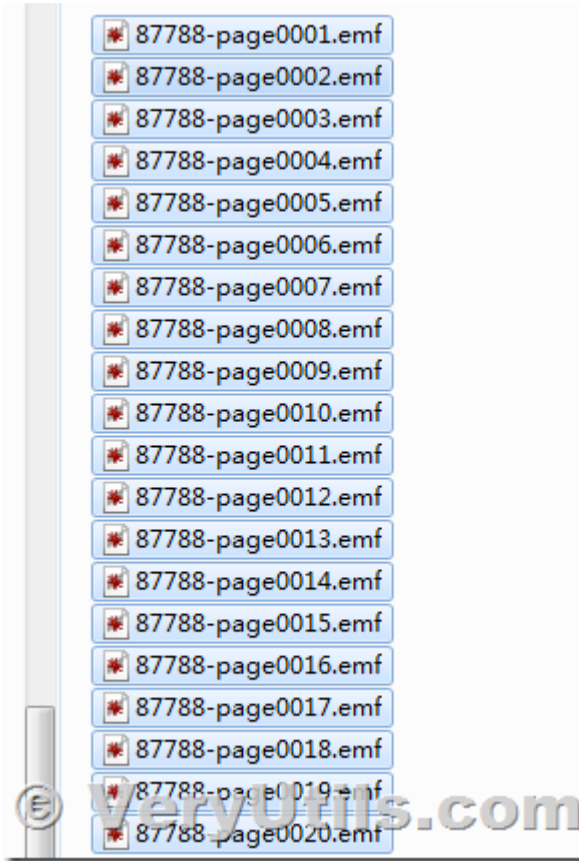 87788-page0001.emf
87788-page0002.emf
87788-page0003.emf
87788-page0004.emf
87788-page0005.emf
87788-page0006.emf
87788-page0007.emf
87788-page0008.emf
87788-page0009.emf
87788-page0010.emf
87788-page0011.emf
87788-page0012.emf
87788-page0013.emf
87788-page0014.emf
87788-page0015.emf
87788-page0016.emf
87788-page0017.emf
87788-page0018.emf
87788-page0019.emf
© VeryUtils.com
87788-page0020.emf